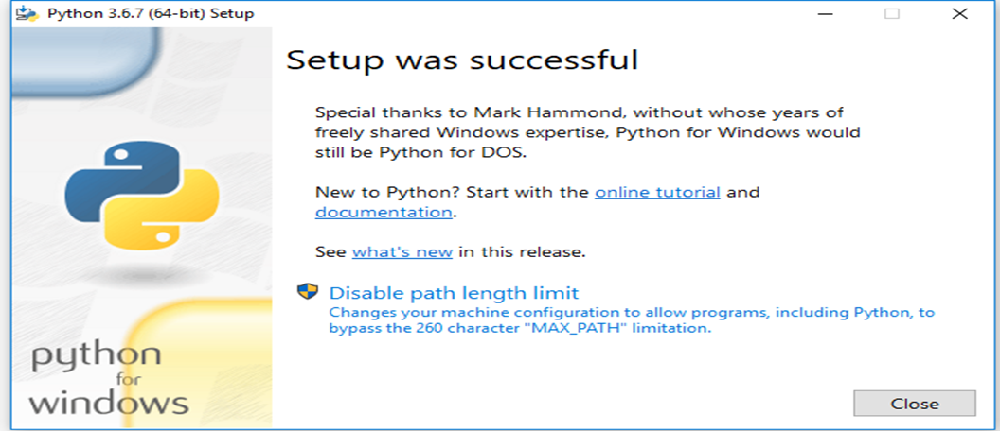 Python 3.6.7 (64-bit) Setup
Setup was successful
Special thanks to Mark Hammond, without whose years of
freely shared Windows expertise, Python for Windows would
still be Python for DOS.
New to Python? Start with the online tutorial and
documentation.
See what's new in this release.
Disable path length limit
Changes your machine configuration to allow programs, including Python, to
bypass the 260 character "MAX_PATH" limitation.
python
for
windows
Close